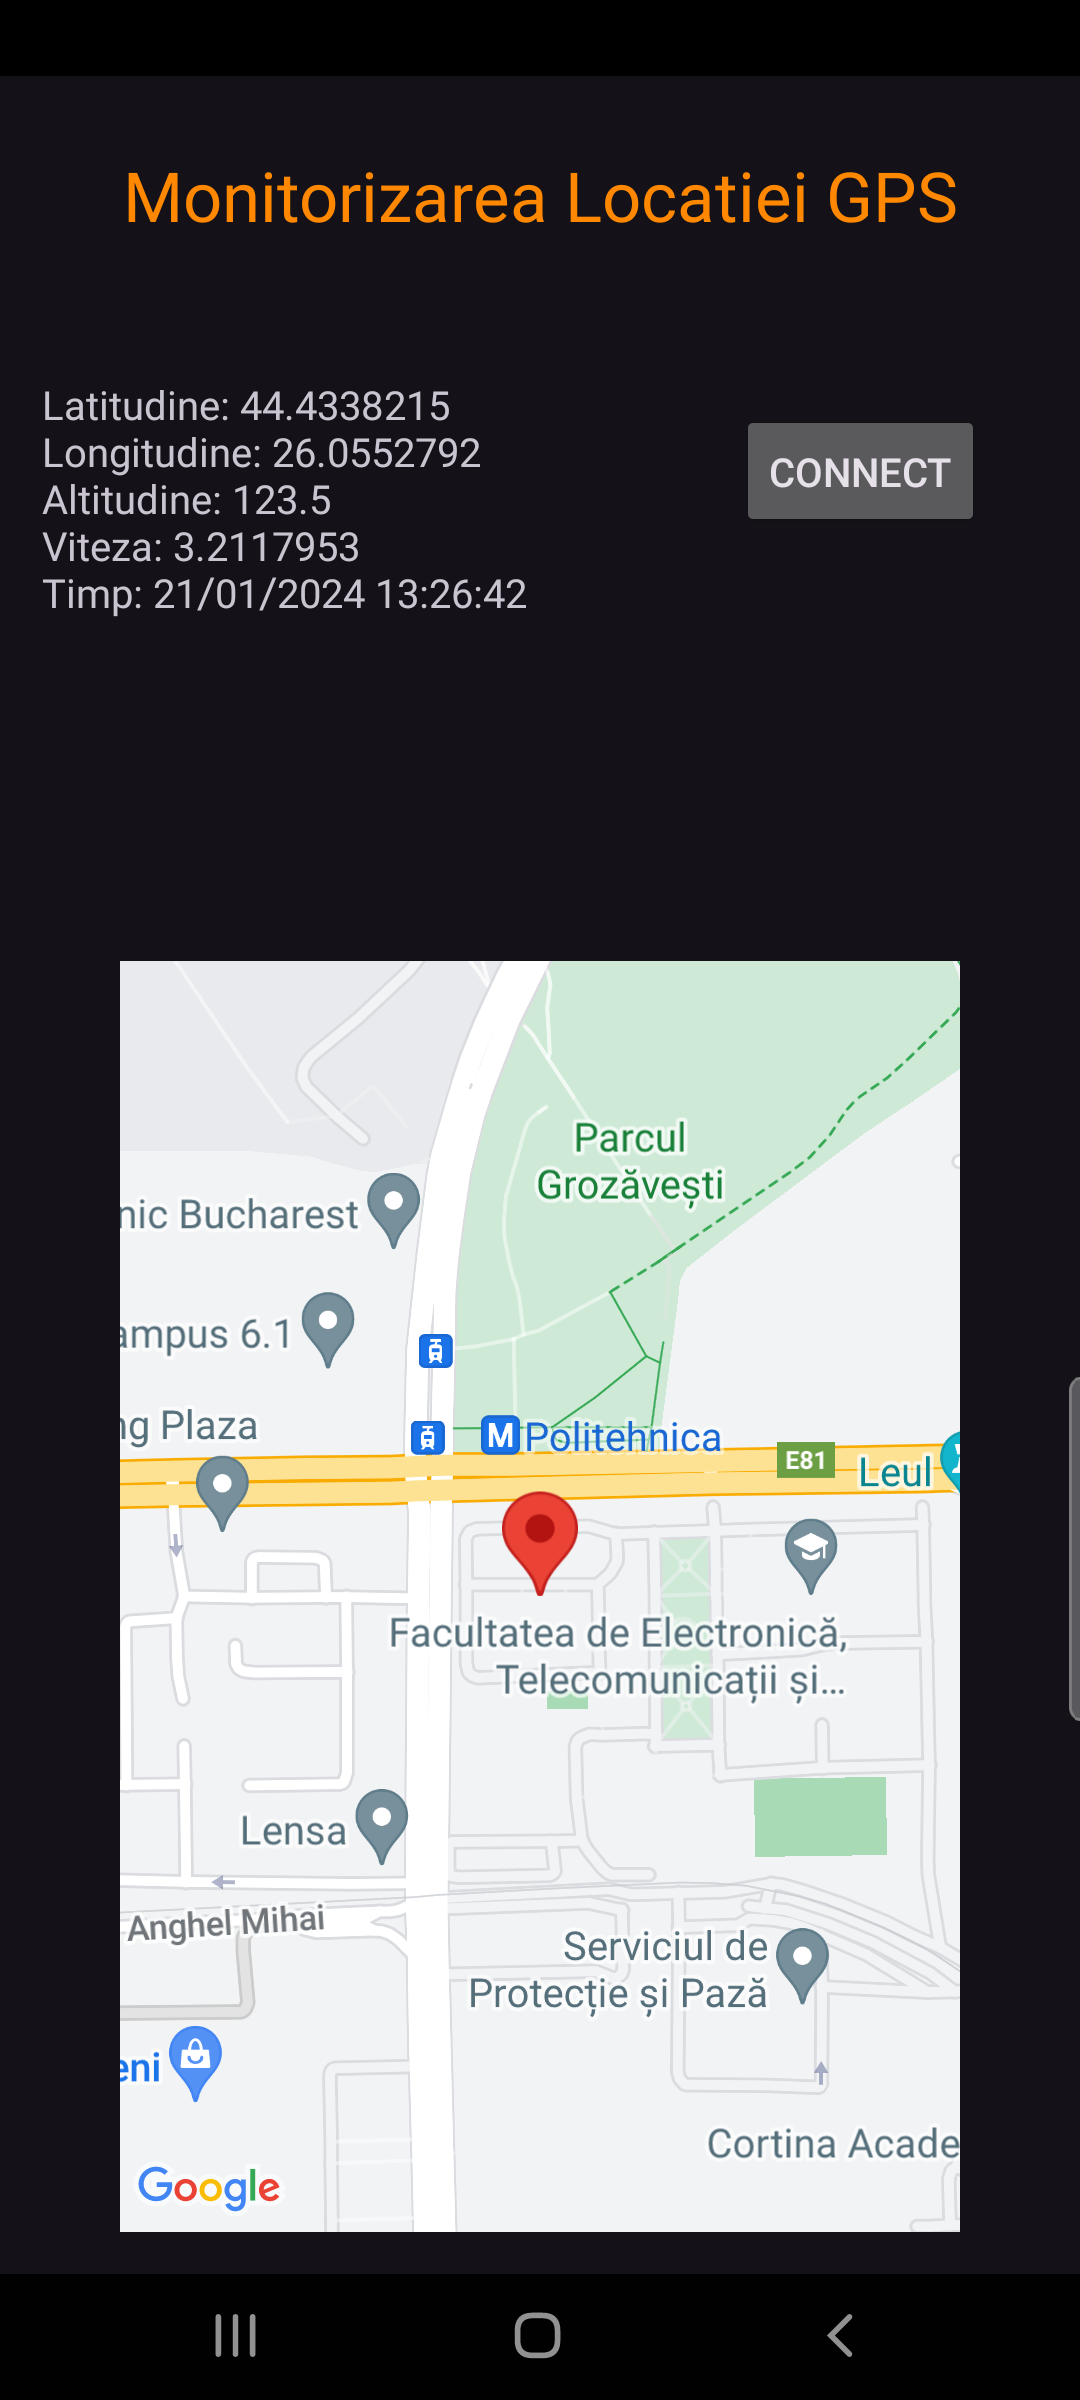 Monitorizarea Locatiei GPS
Latitudine: 44.4338215
Longitudine: 26.0552792
Altitudine: 123.5
Viteza: 3.2117953
Timp: 21/01/2024 13:26:42
CONNECT
Parcul
Grozăvești
nic Bucharest
ampus 6.1
ng Plaza
M Politehnica
E81
Leul
Facultatea de Electronică,
Telecomunicații și...
Lensa
Anghel Mihai
Serviciul de
Protecție și Pază
eni
Cortina Acade
Google